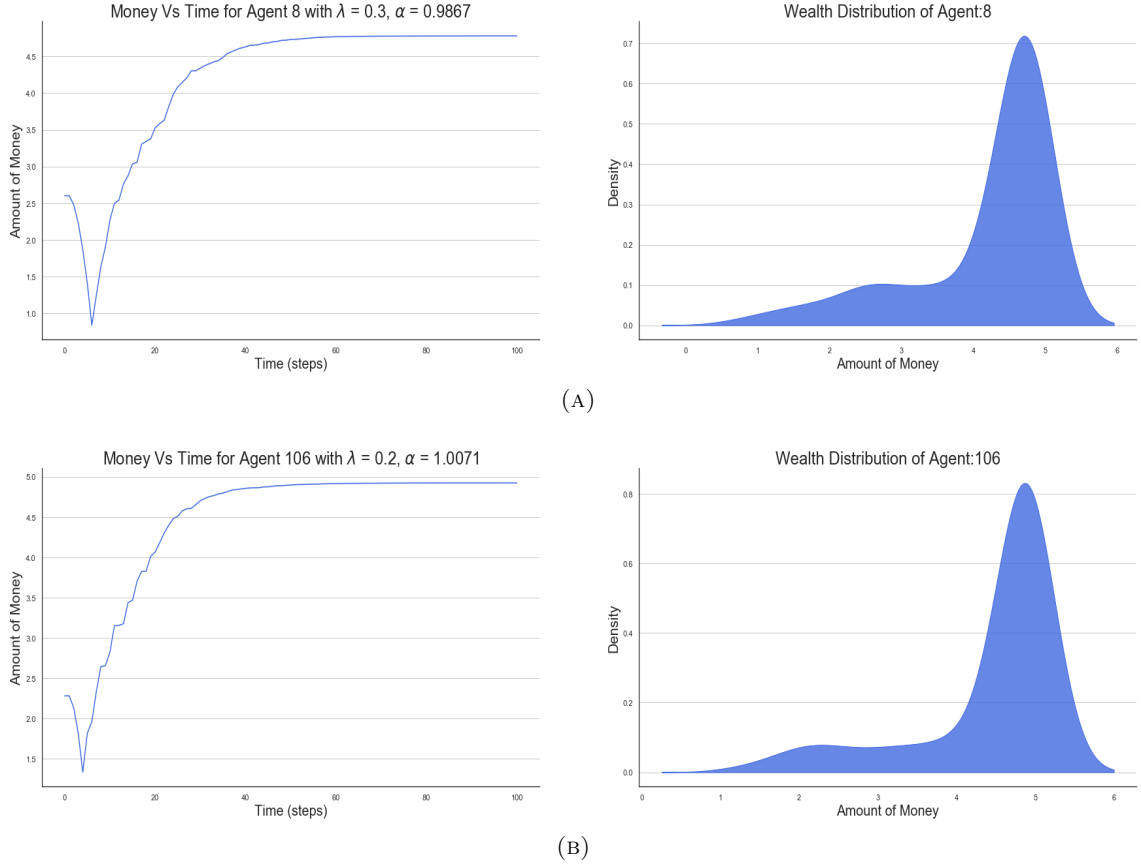 Money Vs Time for Agent 8 with λ = 0.3, α = 0.9867
Amount of Money
4.5
4.0
3.5
3.0
2.5
2.0
1.5
1.0
0 20 40 60 80 100
Time (steps)
Wealth Distribution of Agent:8
Density
0.7
0.6
0.5
0.4
0.3
0.2
0.1
0.0
0 1 2 3 4 5 6
Amount of Money
(A)
Money Vs Time for Agent 106 with λ = 0.2, α = 1.0071
Amount of Money
5.0
4.5
4.0
3.5
3.0
2.5
2.0
1.5
0 20 40 60 80 100
Time (steps)
Wealth Distribution of Agent:106
Density
0.8
0.6
0.4
0.2
0.0
0 1 2 3 4 5 6
Amount of Money
(B)